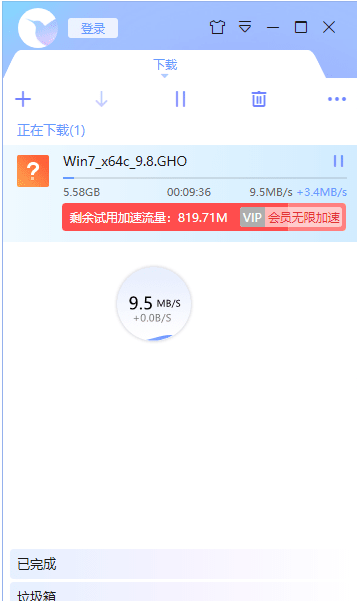 登录
下载
正在下载(1)
Win7_x64c_9.8.GHO
5.58GB 00:09:36 9.5MB/s +3.4MB/s
剩余试用加速流量：819.71M VIP 会员无限加速
9.5 MB/S
+0.0B/S
已完成
垃圾箱